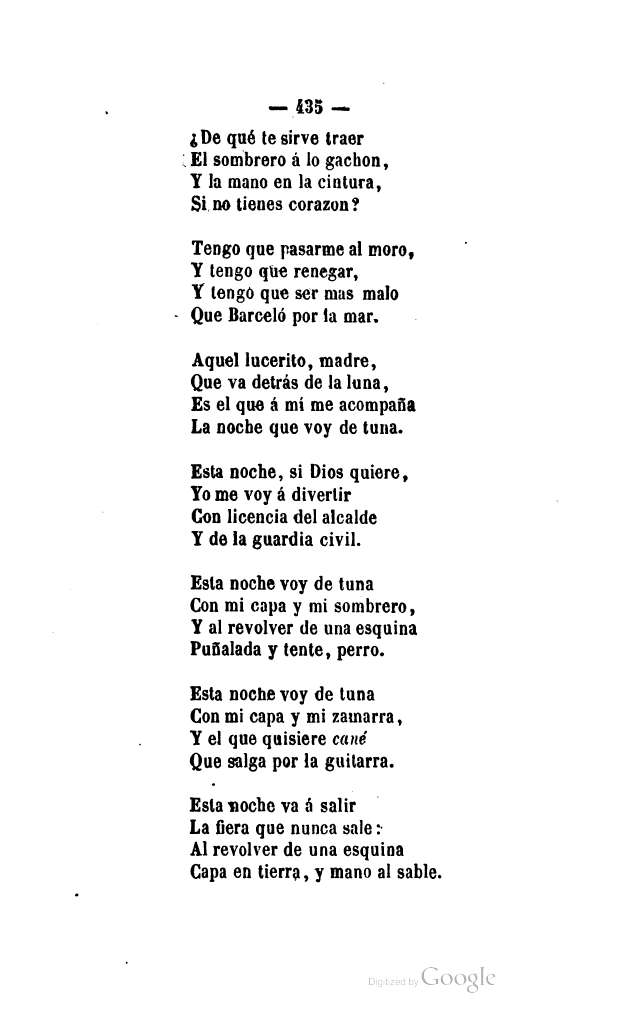 — 435 —
¿De qué te sirve traer
El sombrero á lo gachon,
Y la mano en la cintura,
Si no tienes corazon?
Tengo que pasarme al moro,
Y tengo que renegar,
Y tengo que ser mas malo
Que Barceló por la mar.
Aquel lucerito, madre,
Que va detrás de la luna,
Es el que á mí me acompaña
La noche que voy de tuna.
Esta noche, si Dios quiere,
Yo me voy á divertir
Con licencia del alcalde
Y de la guardia civil.
Esta noche voy de tuna
Con mi capa y mi sombrero,
Y al revolver de una esquina
Puñalada y tente, perro.
Esta noche voy de tuna
Con mi capa y mi zamarra,
Y el que quisiere cané
Que salga por la guitarra.
Esta noche va á salir
La fiera que nunca sale:
Al revolver de una esquina
Capa en tierra, y mano al sable.
Digitized by Google